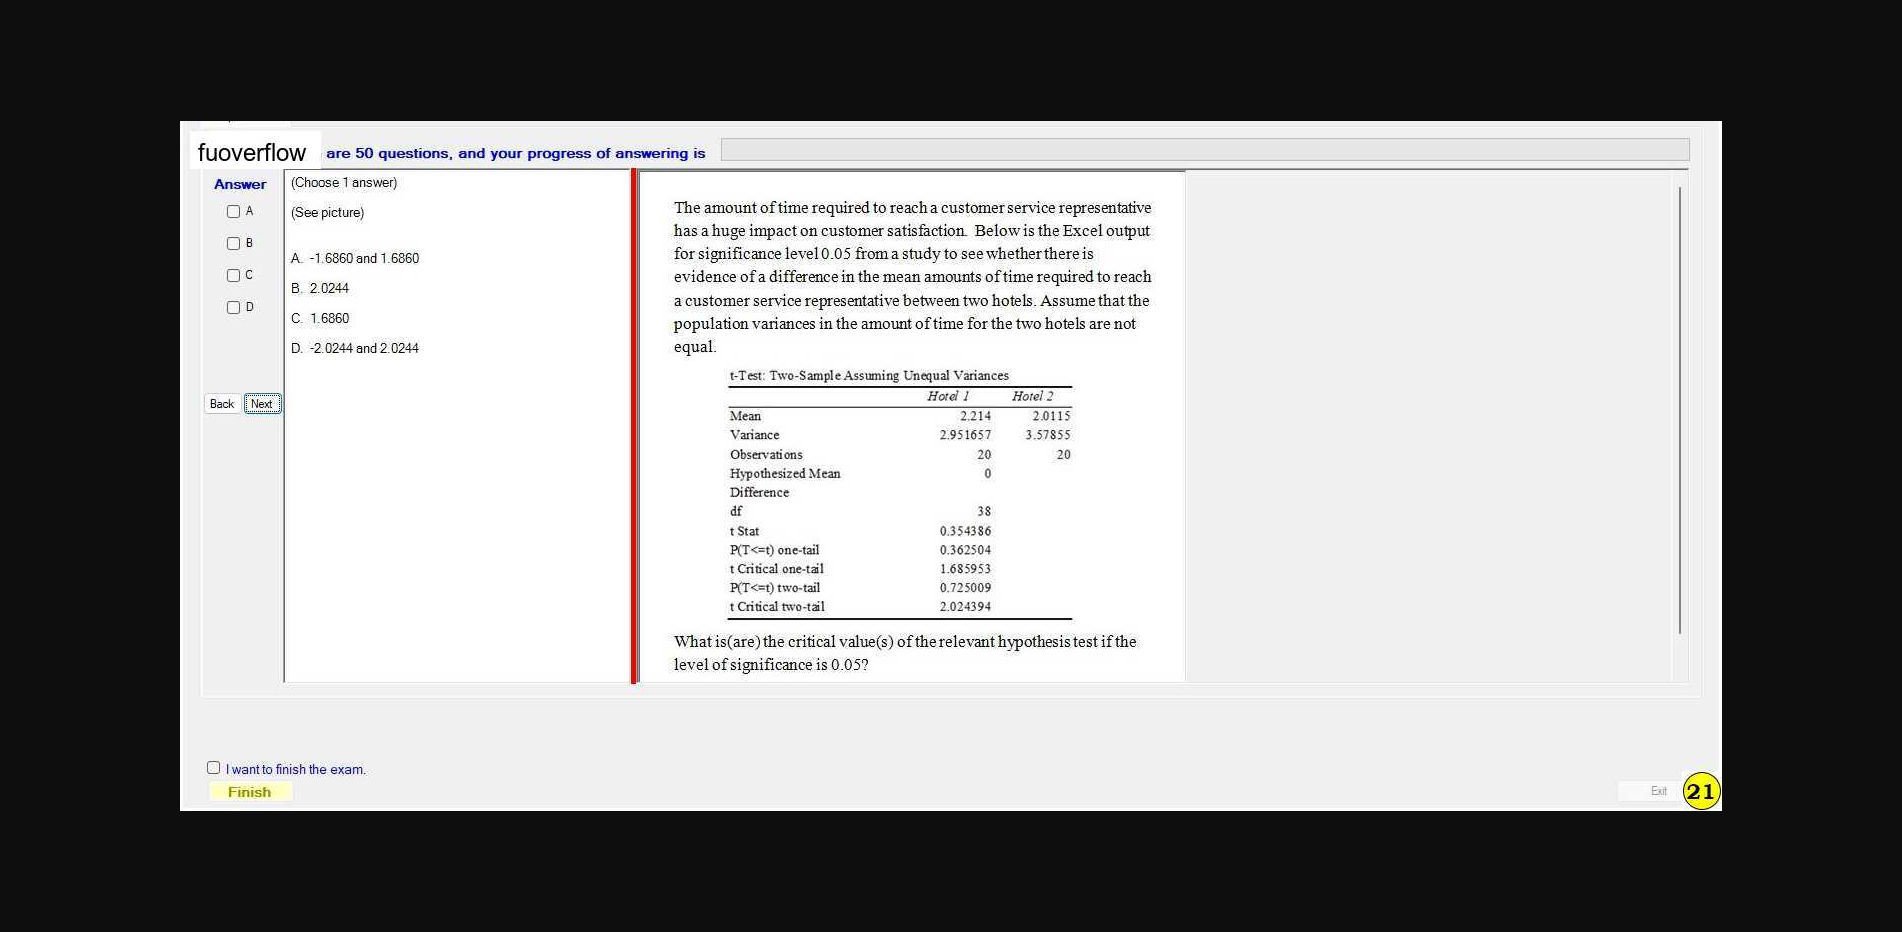 fuoverflow are 50 questions, and your progress of answering is
Answer
A
B
C
D
Back Next
(Choose 1 answer)
(See picture)
A. -1.6860 and 1.6860
B. 2.0244
C. 1.6860
D. -2.0244 and 2.0244
The amount of time required to reach a customer service representative
has a huge impact on customer satisfaction. Below is the Excel output
for significance level 0.05 from a study to see whether there is
evidence of a difference in the mean amounts of time required to reach
a customer service representative between two hotels. Assume that the
population variances in the amount of time for the two hotels are not
equal.
t-Test: Two-Sample Assuming Unequal Variances
Hotel 1 Hotel 2
Mean 2.214 2.0115
Variance 2.951657 3.57855
Observations 20 20
Hypothesized Mean 0
Difference
df 38
t Stat 0.354386
P(T<=t) one-tail 0.362504
t Critical one-tail 1.685953
P(T<=t) two-tail 0.725009
t Critical two-tail 2.024394
What is(are) the critical value(s) of the relevant hypothesis test if the
level of significance is 0.05?
I want to finish the exam.
Finish
Exit 21